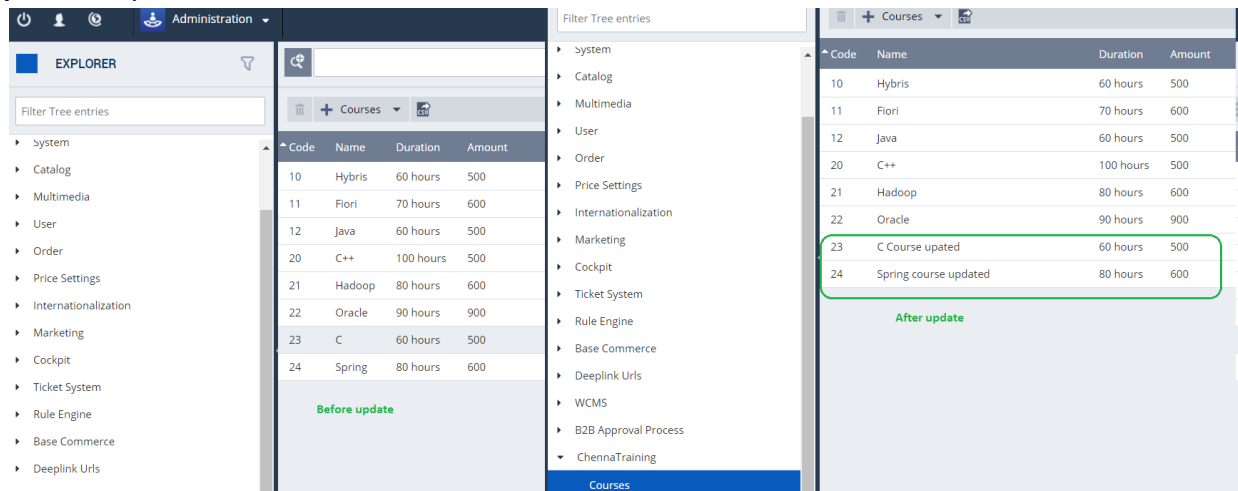 Administration
EXPLORER
Filter Tree entries
System
Catalog
Multimedia
User
Order
Price Settings
Internationalization
Marketing
Cockpit
Ticket System
Rule Engine
Base Commerce
Deeplink Urls
Courses
CSV
Code Name Duration Amount
10 Hybris 60 hours 500
11 Fiori 70 hours 600
12 Java 60 hours 500
20 C++ 100 hours 500
21 Hadoop 80 hours 600
22 Oracle 90 hours 900
23 C 60 hours 500
24 Spring 80 hours 600
Before update
Filter Tree entries
System
Catalog
Multimedia
User
Order
Price Settings
Internationalization
Marketing
Cockpit
Ticket System
Rule Engine
Base Commerce
Deeplink Urls
WCMS
B2B Approval Process
ChennaTraining
Courses
Courses
CSV
Code Name Duration Amount
10 Hybris 60 hours 500
11 Fiori 70 hours 600
12 Java 60 hours 500
20 C++ 100 hours 500
21 Hadoop 80 hours 600
22 Oracle 90 hours 900
23 C Course upated 60 hours 500
24 Spring course updated 80 hours 600
After update